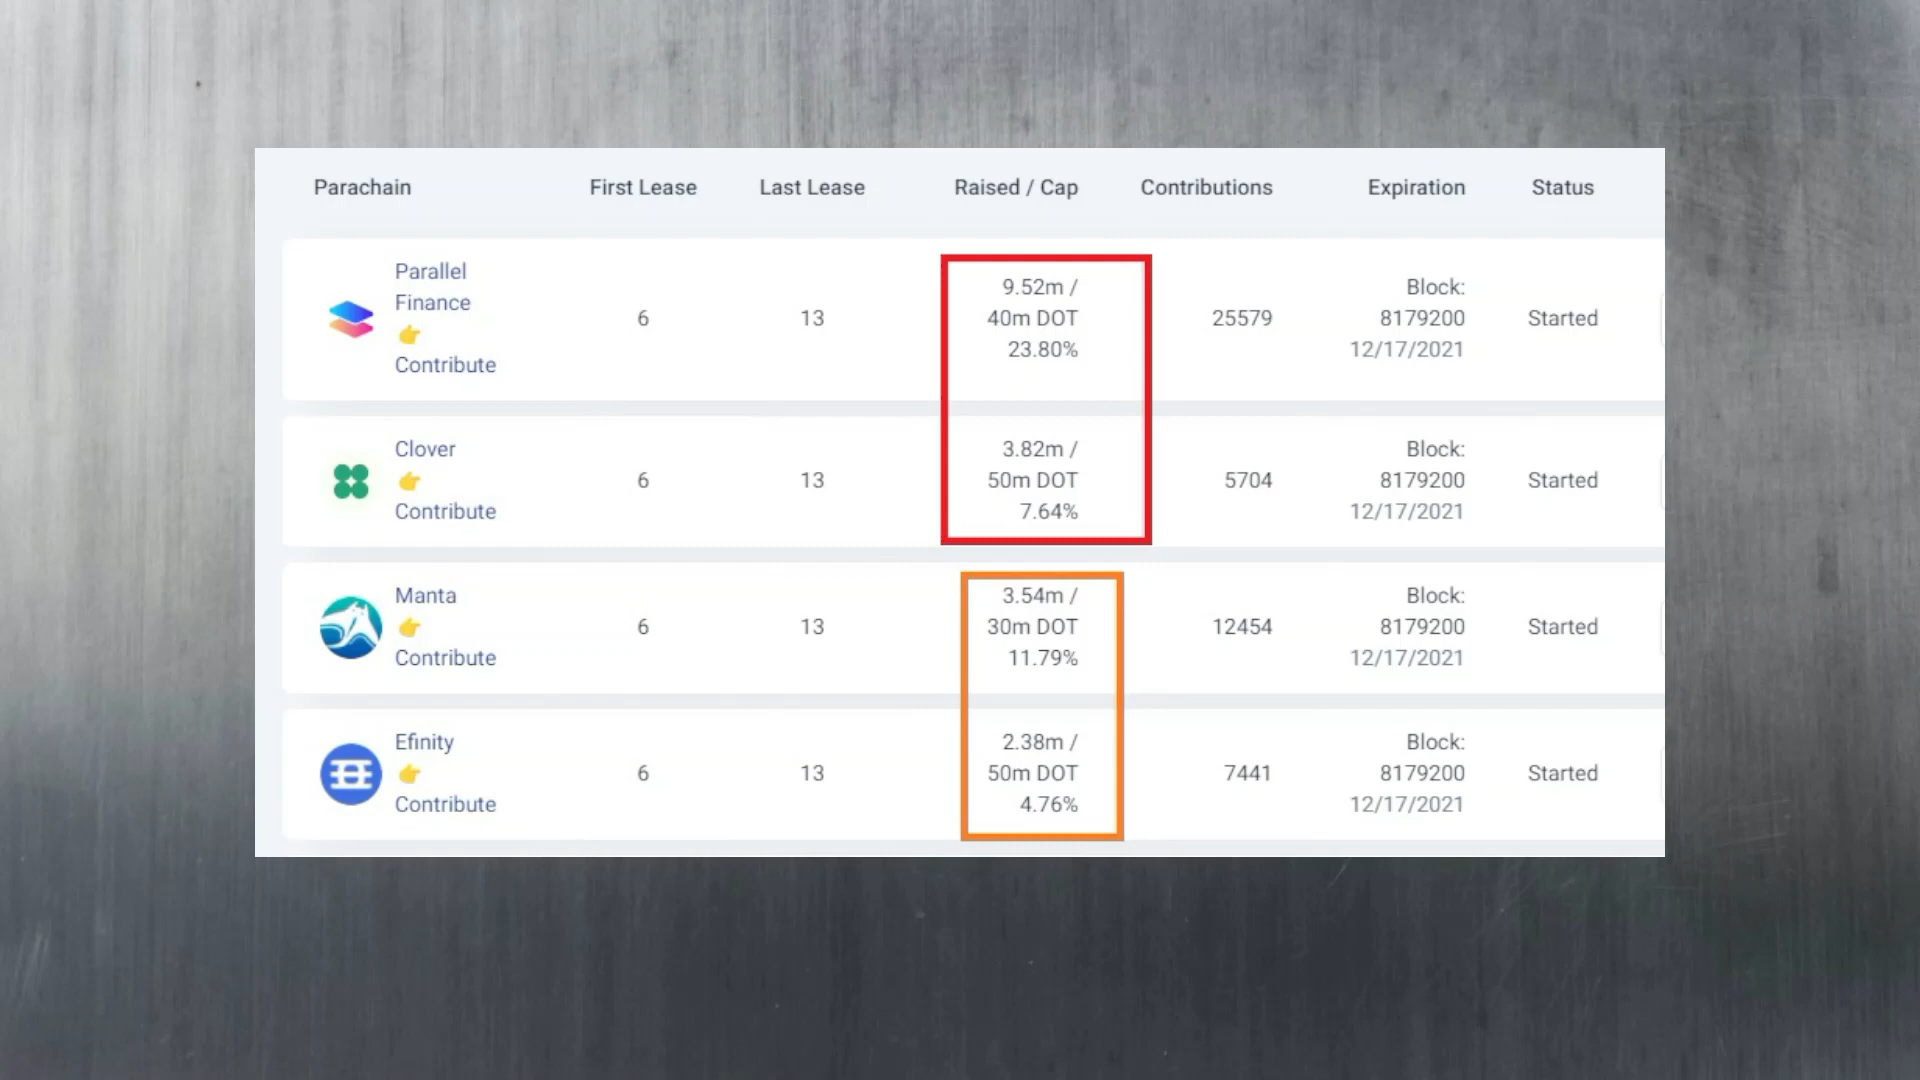 Parachain First Lease Last Lease Raised / Cap Contributions Expiration Status
Parallel
Finance
👉
Contribute
6 13
9.52m /
40m DOT
23.80%
25579
Block:
8179200
12/17/2021
Started
Clover
👉
Contribute
6 13
3.82m /
50m DOT
7.64%
5704
Block:
8179200
12/17/2021
Started
Manta
👉
Contribute
6 13
3.54m /
30m DOT
11.79%
12454
Block:
8179200
12/17/2021
Started
Efinity
👉
Contribute
6 13
2.38m /
50m DOT
4.76%
7441
Block:
8179200
12/17/2021
Started